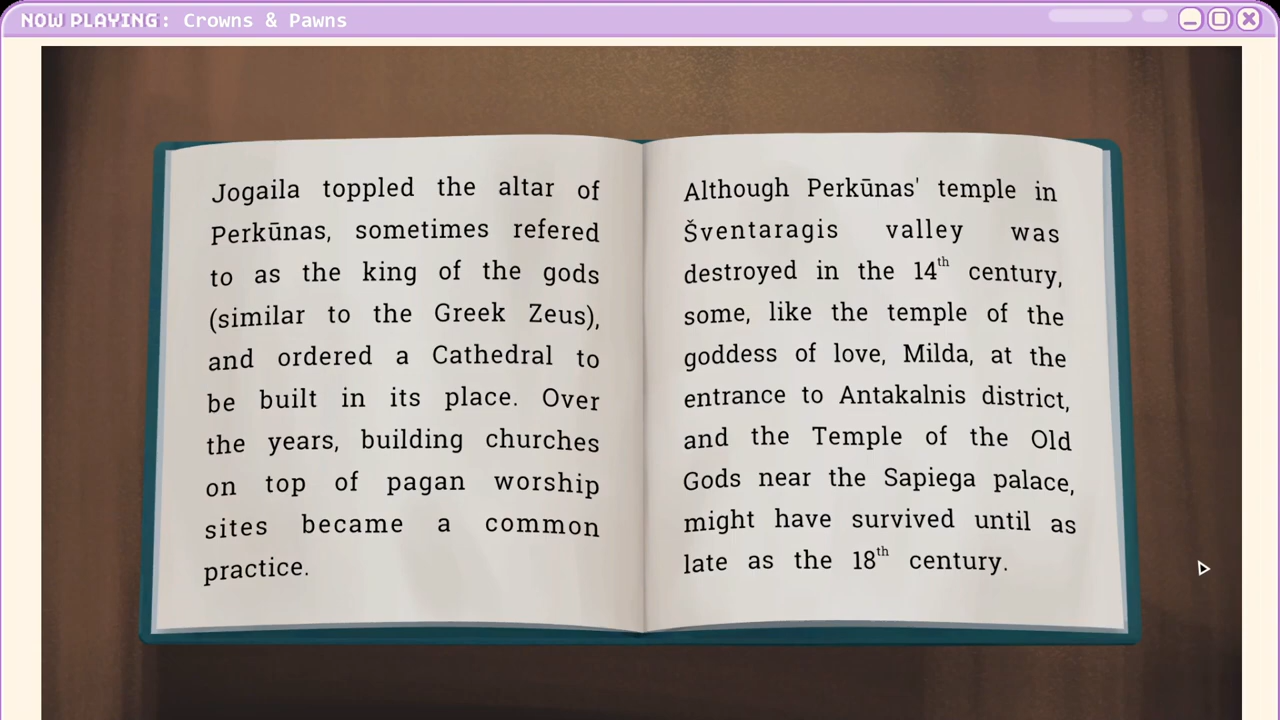 NOW PLAYING: Crowns & Pawns
Jogaila toppled the altar of
Perkūnas, sometimes refered
to as the king of the gods
(similar to the Greek Zeus),
and ordered a Cathedral to
be built in its place. Over
the years, building churches
on top of pagan worship
sites became a common
practice.
Although Perkūnas' temple in
Šventaragis valley was
destroyed in the 14th century,
some, like the temple of the
goddess of love, Milda, at the
entrance to Antakalnis district,
and the Temple of the Old
Gods near the Sapiega palace,
might have survived until as
late as the 18th century.